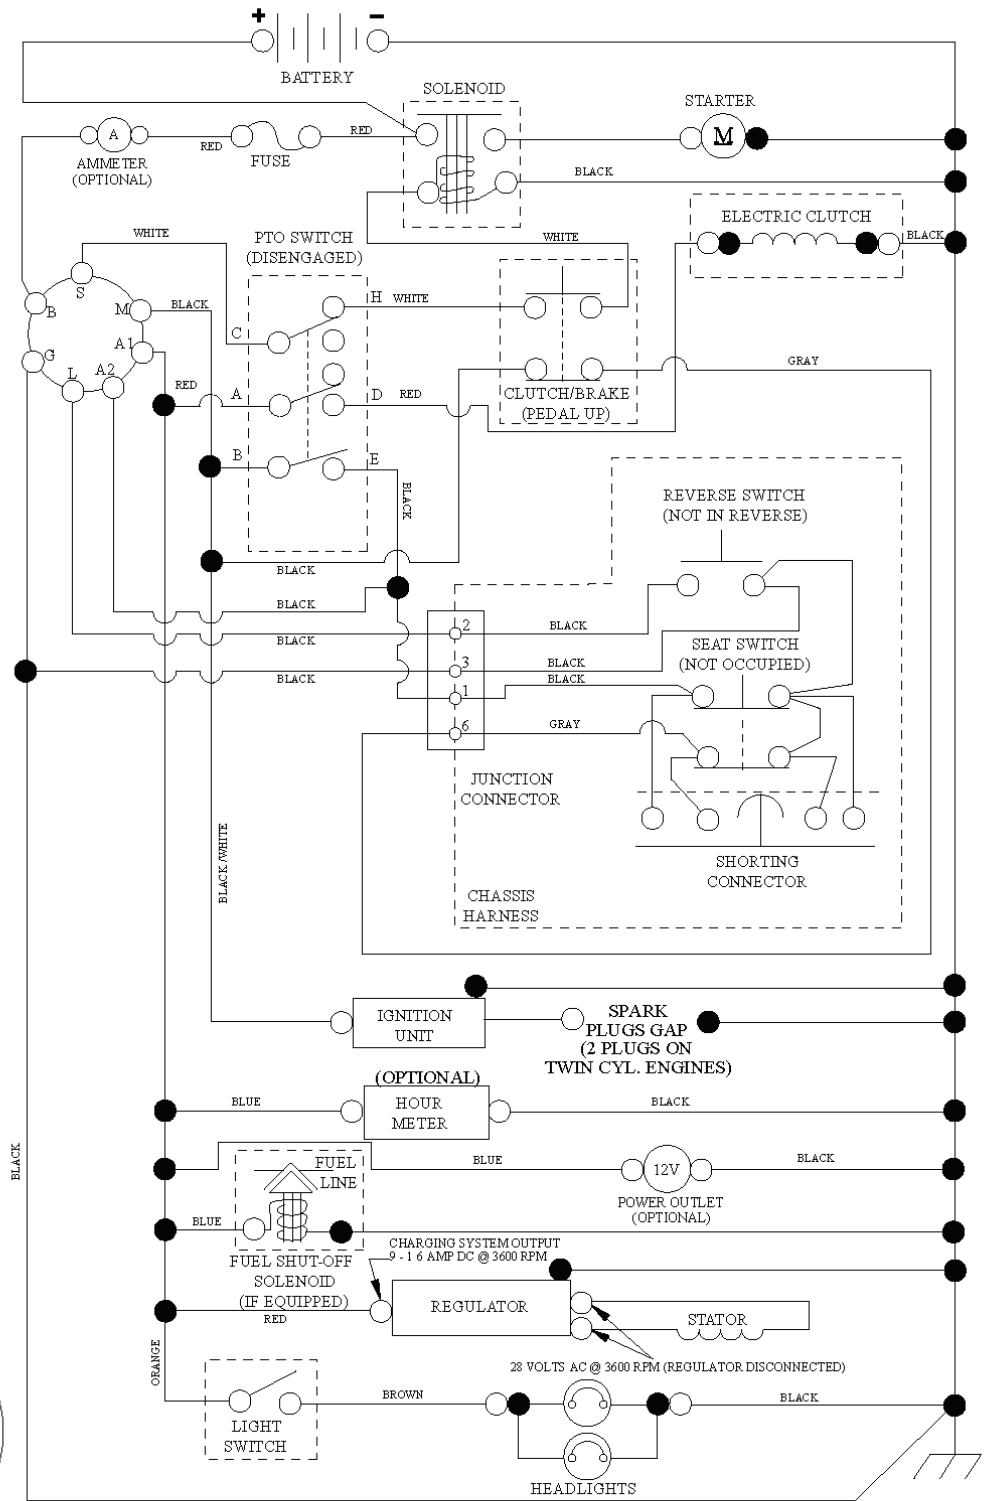 + −
BATTERY
SOLENOID
STARTER
A
RED
FUSE
RED
M
AMMETER
(OPTIONAL)
BLACK
ELECTRIC CLUTCH
BLACK
WHITE
PTO SWITCH
(DISENGAGED)
WHITE
S
B
M
BLACK
H
WHITE
C
G
A1
L
A2
RED
A
D
RED
CLUTCH/BRAKE
(PEDAL UP)
GRAY
B
E
BLACK
REVERSE SWITCH
(NOT IN REVERSE)
BLACK
BLACK
2
BLACK
BLACK
SEAT SWITCH
(NOT OCCUPIED)
3
BLACK
BLACK
1
BLACK
6
GRAY
JUNCTION
CONNECTOR
BLACK/WHITE
SHORTING
CONNECTOR
CHASSIS
HARNESS
IGNITION
UNIT
SPARK
PLUGS GAP
(2 PLUGS ON
TWIN CYL. ENGINES)
(OPTIONAL)
BLUE
HOUR
METER
BLACK
BLACK
FUEL
LINE
BLUE
12V
BLACK
POWER OUTLET
(OPTIONAL)
BLUE
CHARGING SYSTEM OUTPUT
9 - 1 6 AMP DC @ 3600 RPM
FUEL SHUT-OFF
SOLENOID
(IF EQUIPPED)
RED
REGULATOR
STATOR
28 VOLTS AC @ 3600 RPM (REGULATOR DISCONNECTED)
ORANGE
BROWN
BLACK
LIGHT
SWITCH
HEADLIGHTS